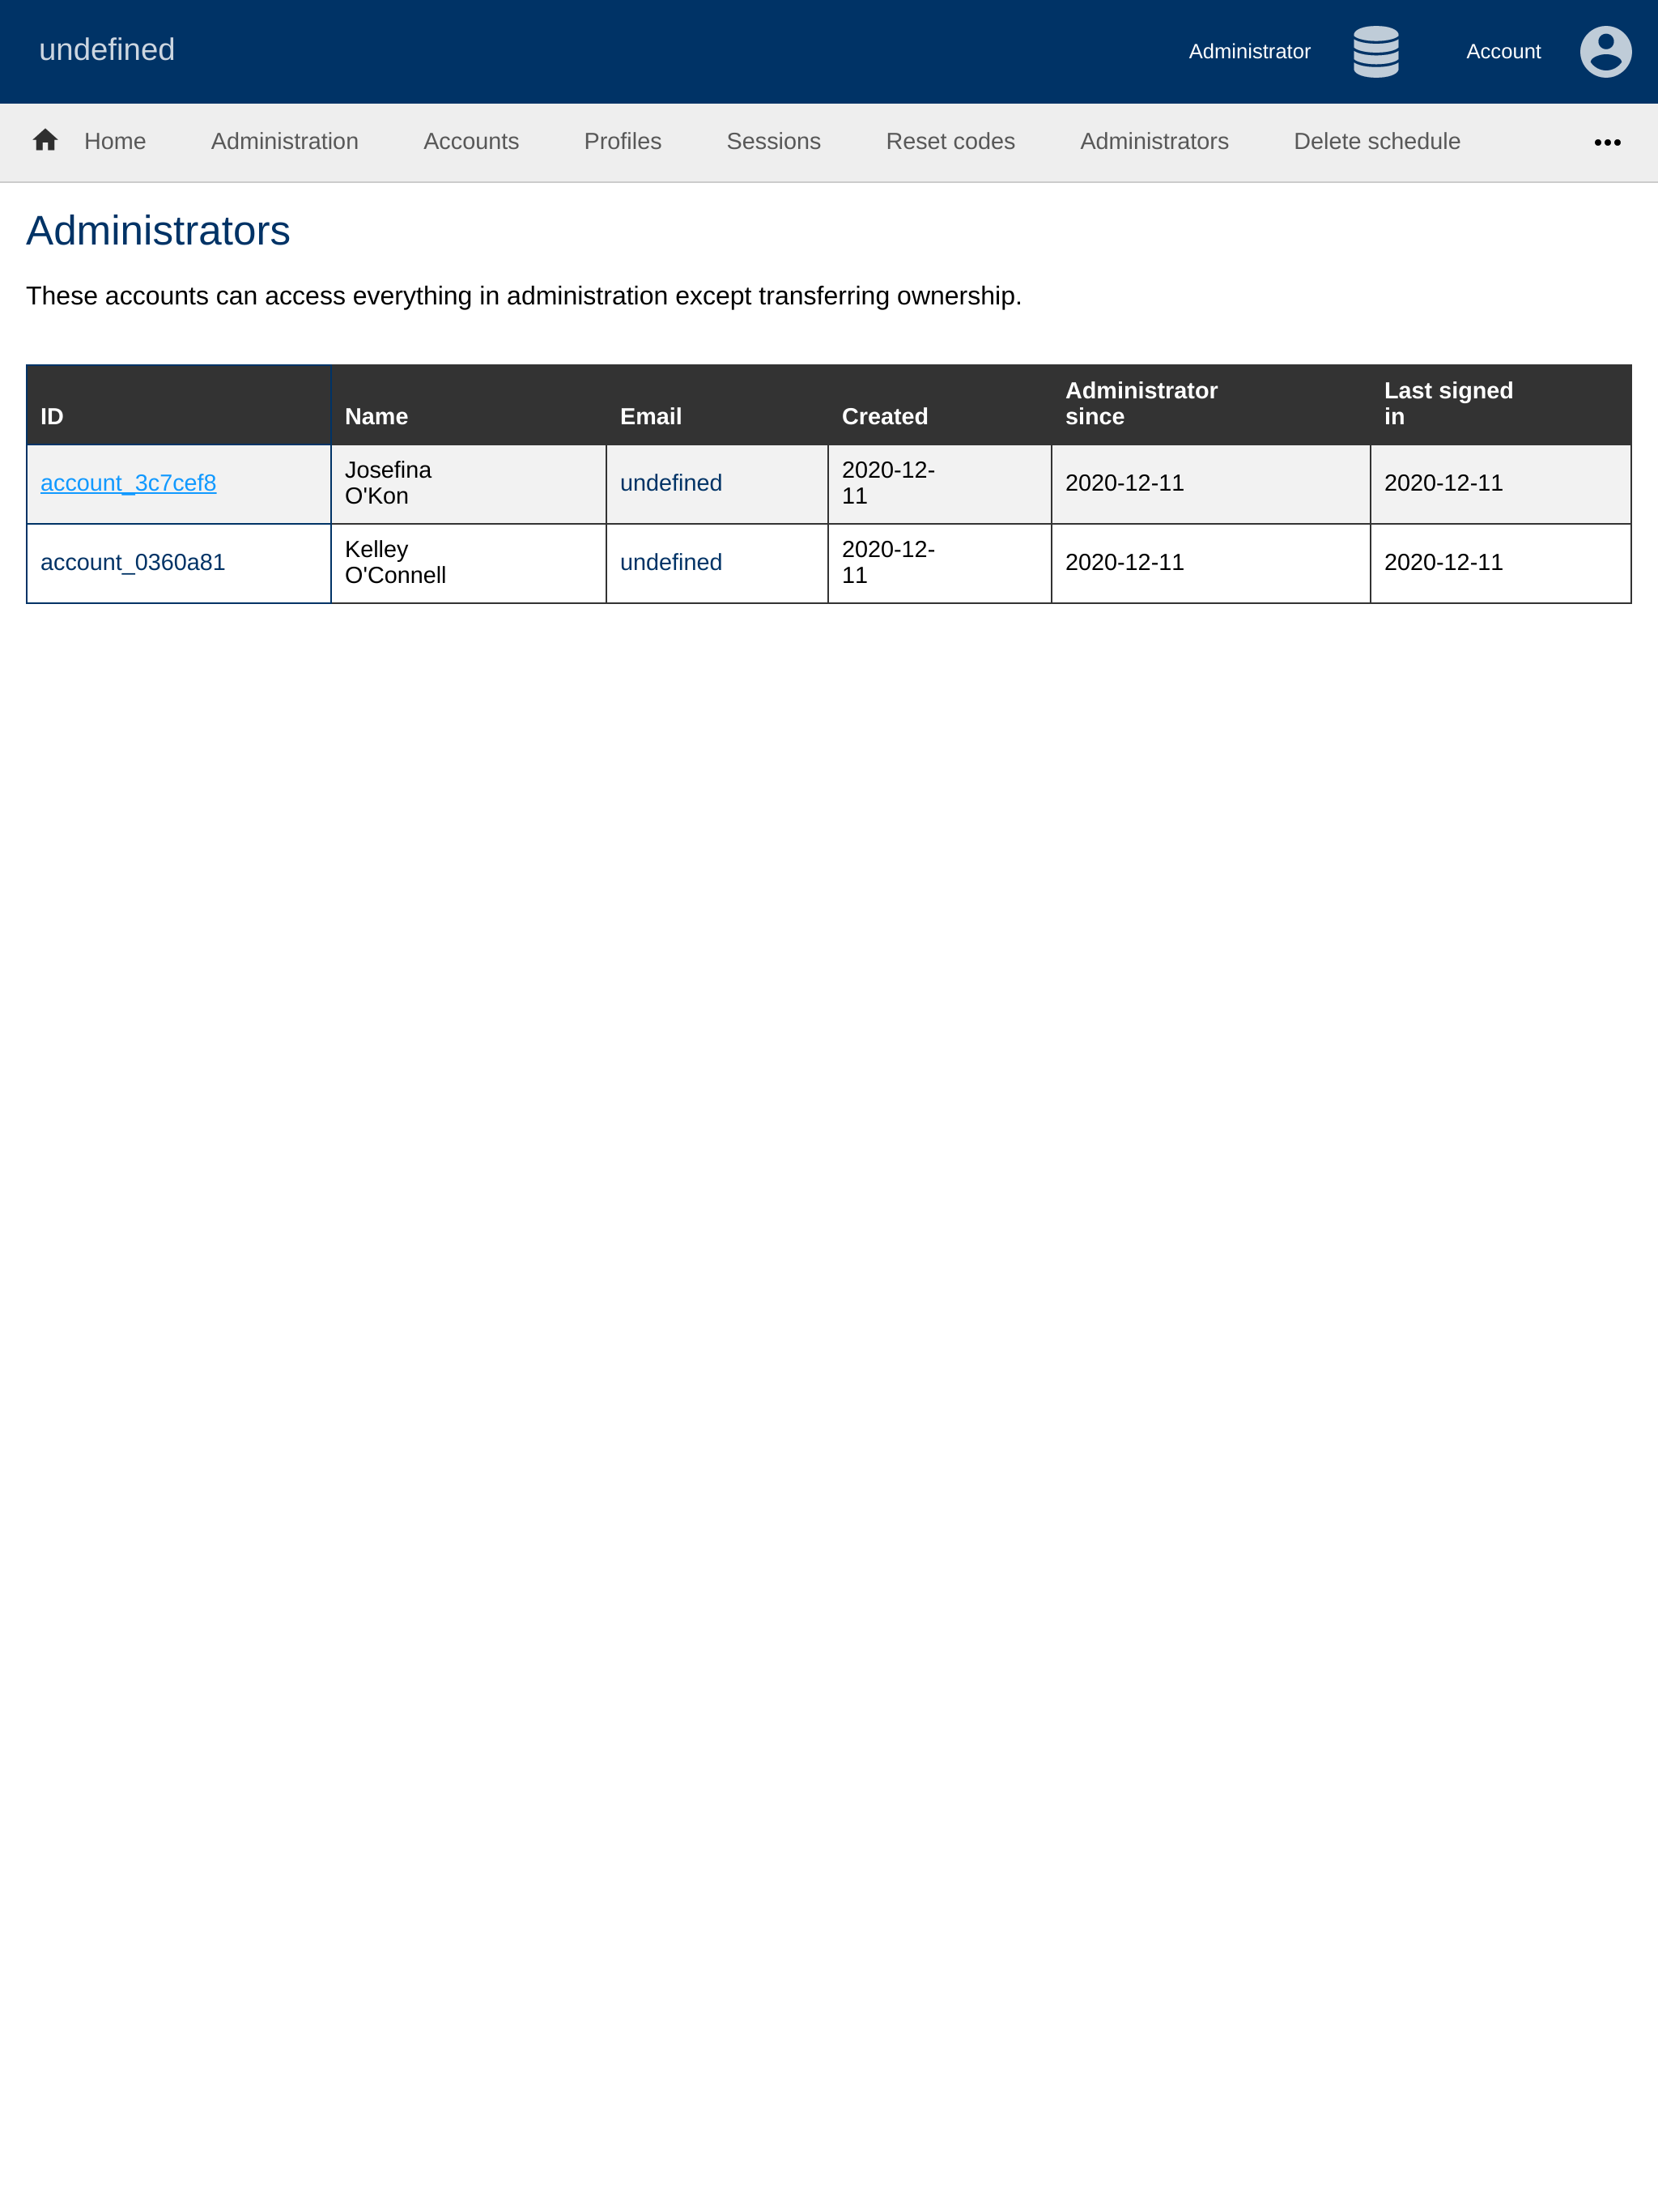 undefined
Administrator
Account
Home Administration Accounts Profiles Sessions Reset codes Administrators Delete schedule
Administrators
These accounts can access everything in administration except transferring ownership.
ID Name Email Created Administrator since Last signed in
account_3c7cef8 Josefina O'Kon undefined 2020-12-11 2020-12-11 2020-12-11
account_0360a81 Kelley O'Connell undefined 2020-12-11 2020-12-11 2020-12-11